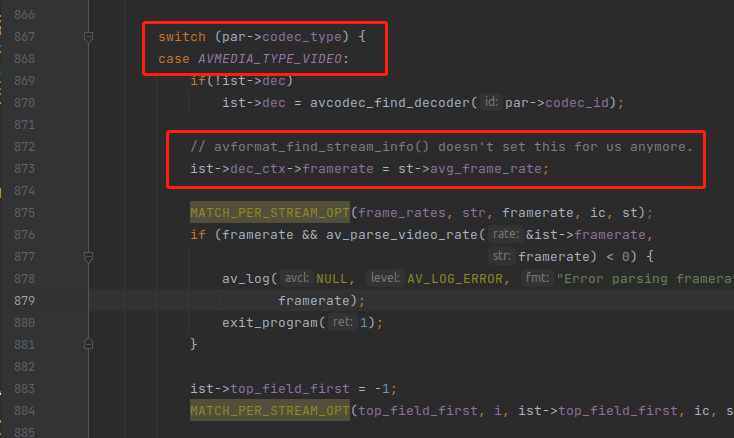 866
867 switch (par->codec_type) {
868 case AVMEDIA_TYPE_VIDEO:
869 if(!ist->dec)
870 ist->dec = avcodec_find_decoder( id: par->codec_id);
871
872 // avformat_find_stream_info() doesn't set this for us anymore.
873 ist->dec_ctx->framerate = st->avg_frame_rate;
874
875 MATCH_PER_STREAM_OPT(frame_rates, str, framerate, ic, st);
876 if (framerate && av_parse_video_rate( rate: &ist->framerate,
877 str: framerate) < 0) {
878 av_log( avcl: NULL, level: AV_LOG_ERROR, fmt: "Error parsing framera
879 framerate);
880 exit_program( ret: 1);
881 }
882
883 ist->top_field_first = -1;
884 MATCH_PER_STREAM_OPT(top_field_first, i, ist->top_field_first, ic, s
885